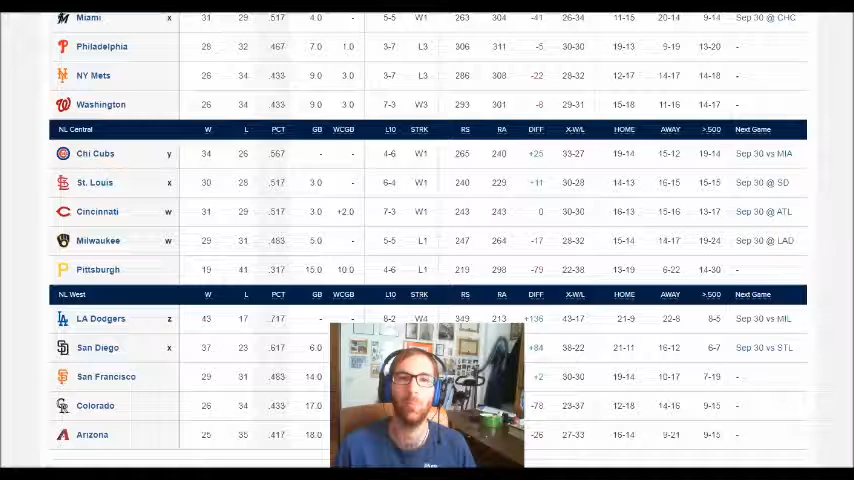 Miami x 31 29 .517 4.0 - 5-5 W1 263 304 -41 26-34 11-15 20-14 9-14 Sep 30 @ CHC
Philadelphia 28 32 .467 7.0 1.0 3-7 L3 306 311 -5 30-30 19-13 9-19 13-20 -
NY Mets 26 34 .433 9.0 3.0 3-7 L3 286 308 -22 28-32 12-17 14-17 14-18 -
Washington 26 34 .433 9.0 3.0 7-3 W3 293 301 -8 29-31 15-18 11-16 14-17 -
NL Central W L PCT GB WCGB L10 STRK RS RA DIFF X-W/L HOME AWAY >.500 Next Game
Chi Cubs y 34 26 .567 - - 4-6 W1 265 240 +25 33-27 19-14 15-12 19-14 Sep 30 vs MIA
St. Louis x 30 28 .517 3.0 - 6-4 W1 240 229 +11 30-28 14-13 16-15 15-15 Sep 30 @ SD
Cincinnati w 31 29 .517 3.0 +2.0 7-3 W1 243 243 0 30-30 16-13 15-16 13-17 Sep 30 @ ATL
Milwaukee w 29 31 .483 5.0 - 5-5 L1 247 264 -17 28-32 15-14 14-17 19-24 Sep 30 @ LAD
Pittsburgh 19 41 .317 15.0 10.0 4-6 L1 219 298 -79 22-38 13-19 6-22 14-30 -
NL West W L PCT GB WCGB L10 STRK RS RA DIFF X-W/L HOME AWAY >.500 Next Game
LA Dodgers z 43 17 .717 - - 8-2 W4 349 213 +136 43-17 21-9 22-8 8-5 Sep 30 vs MIL
San Diego x 37 23 .617 6.0 +84 38-22 21-11 16-12 6-7 Sep 30 vs STL
San Francisco 29 31 .483 14.0 +2 30-30 19-14 10-17 7-19 -
Colorado 26 34 .433 17.0 -78 23-37 12-18 14-16 9-15 -
Arizona 25 35 .417 18.0 -26 27-33 16-14 9-21 9-15 -